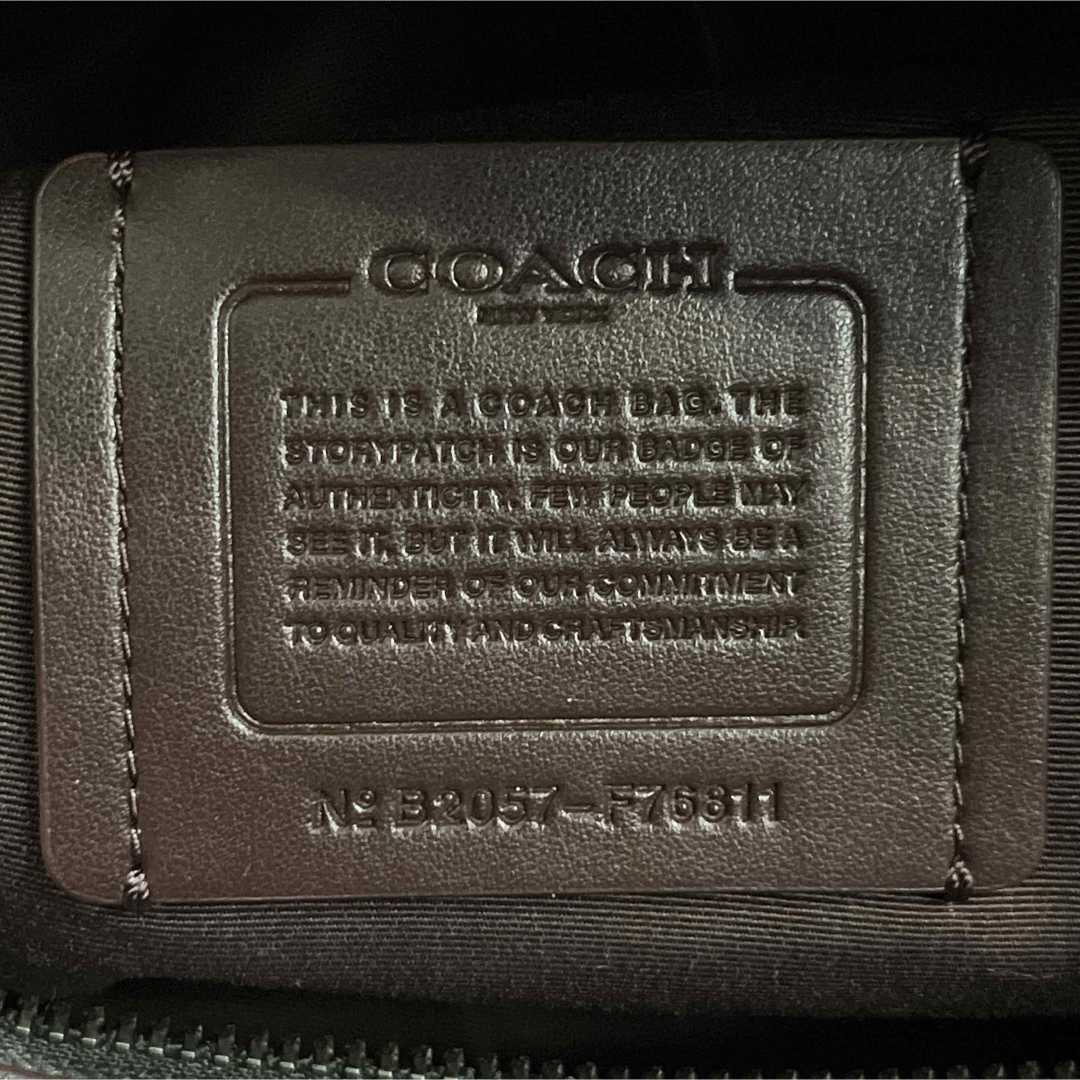 COACH
NEW YORK
THIS IS A COACH BAG. THE
STORYPATCH IS OUR BADGE OF
AUTHENTICITY. FEW PEOPLE MAY
SEE IT, BUT IT WILL ALWAYS BE A
REMINDER OF OUR COMMITMENT
TO QUALITY AND CRAFTSMANSHIP.
Nº B2057-F76811